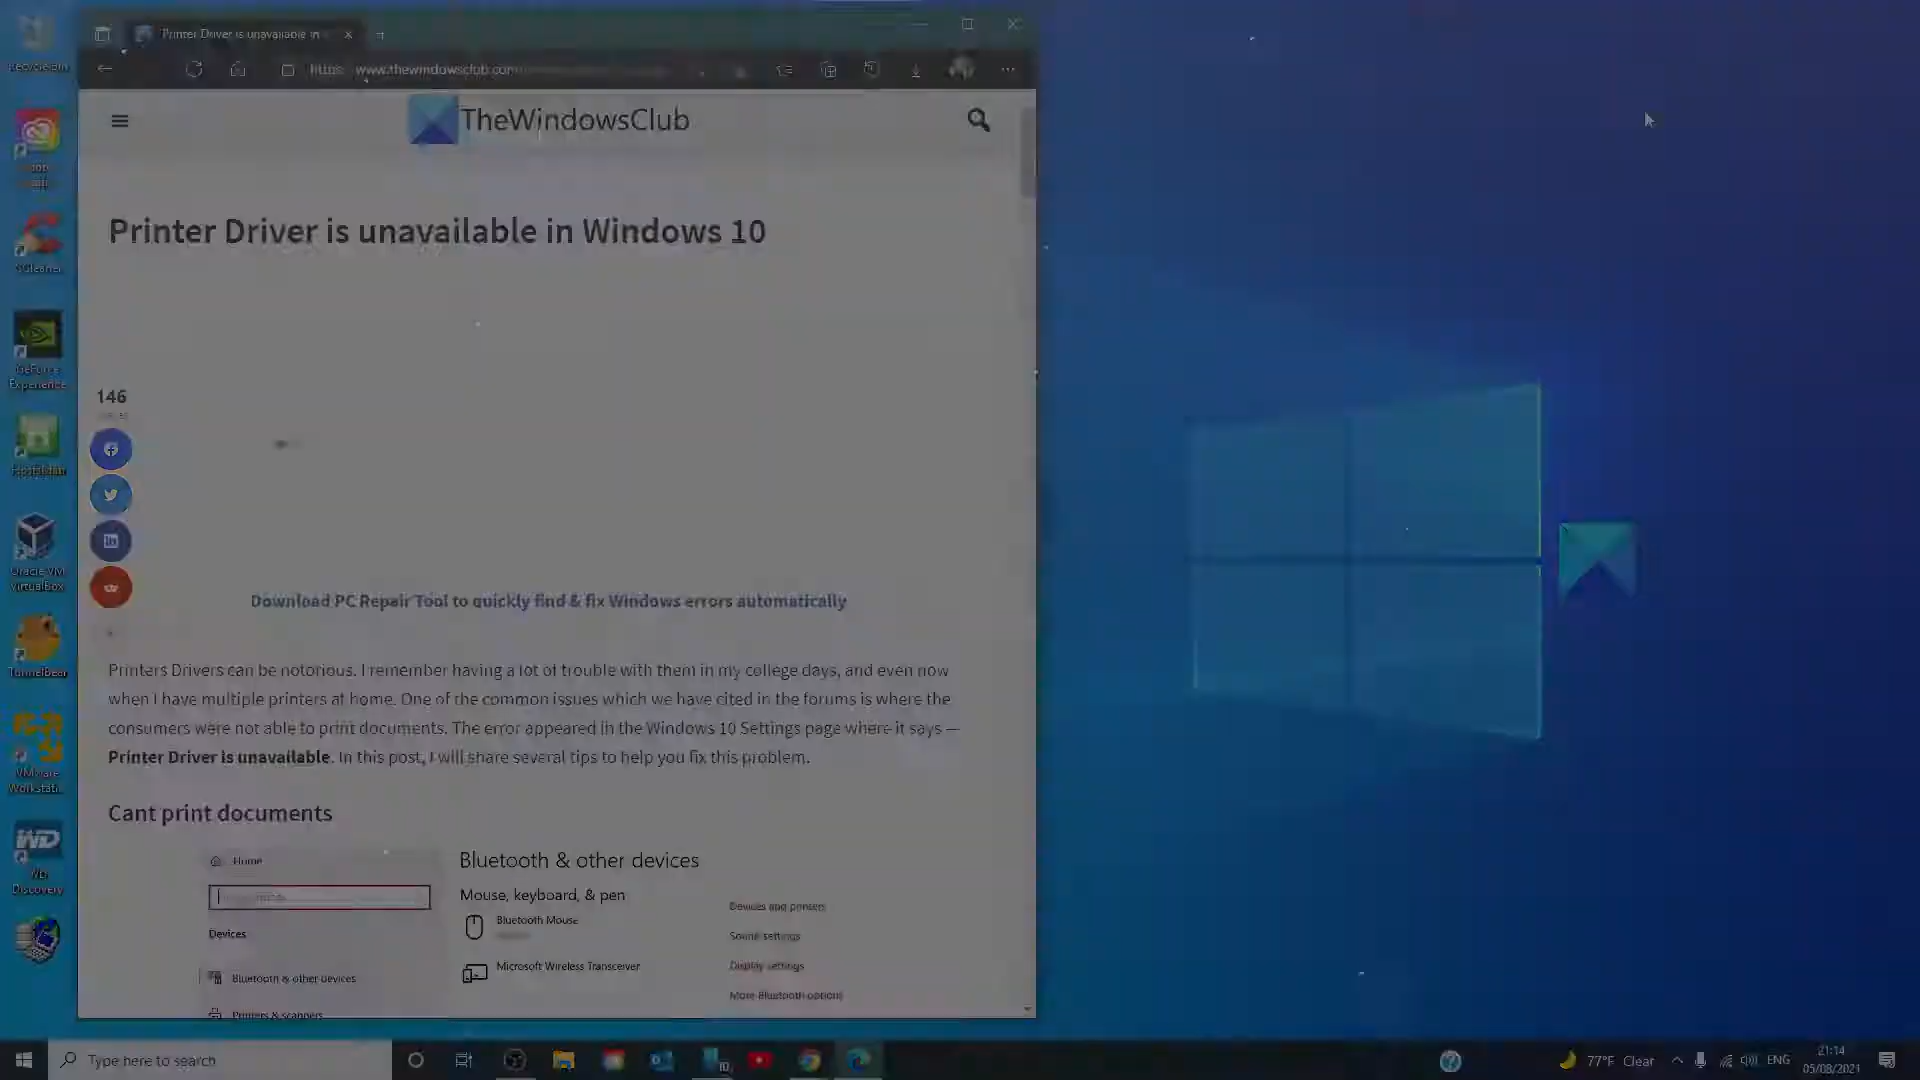 Printer Driver is unavailable in
https:
www.thewindowsclub.com
TheWindowsClub
Printer Driver is unavailable in Windows 10
146
Download PC Repair Tool to quickly find & fix Windows errors automatically
Printers Drivers can be notorious. I remember having a lot of trouble with them in my college days, and even now
when I have multiple printers at home. One of the common issues which we have cited in the forums is where the
consumers were not able to print documents. The error appeared in the Windows 10 Settings page where it says —
Printer Driver is unavailable. In this post, I will share several tips to help you fix this problem.
Cant print documents
Home
Devices
Bluetooth & other devices
Printers & scanners
Bluetooth & other devices
Mouse, keyboard, & pen
Bluetooth Mouse
Microsoft Wireless Transceiver
Devices and printers
Sound settings
Display settings
More Bluetooth options
Recycle Bin
CCleaner
GeForce
Experience
Oracle VM
VirtualBox
TunnelBear
VMware
Workstati...
WD
WD
Discovery
Type here to search
77°F Clear
ENG
21:14
05/08/2021